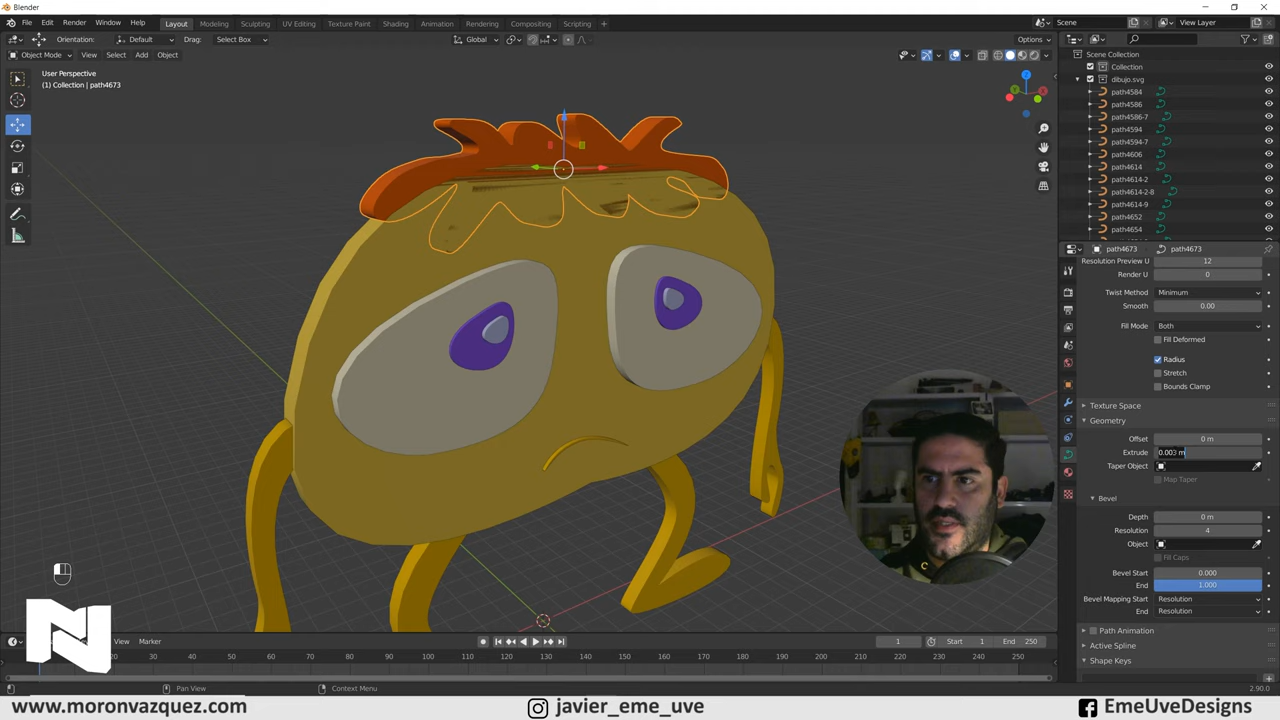 Blender
File Edit Render Window Help Layout Modeling Sculpting UV Editing Texture Paint Shading Animation Rendering Compositing Scripting + Scene View Layer
Orientation: Default Drag: Select Box Global Options
Object Mode View Select Add Object
User Perspective
(1) Collection | path4673
Scene Collection
Collection
dibujo.svg
path4584
path4586
path4586-7
path4594
path4594-7
path4606
path4614
path4614-2
path4614-2-8
path4614-9
path4652
path4654
path4673 path4673
Resolution Preview U 12
Render U 0
Twist Method Minimum
Smooth 0.00
Fill Mode Both
Fill Deformed
Radius
Stretch
Bounds Clamp
Texture Space
Geometry
Offset 0 m
Extrude 0.003 m
Taper Object
Map Taper
Bevel
Depth 0 m
Resolution 4
Object
Fill Caps
Bevel Start 0.000
End 1.000
Bevel Mapping Start Resolution
End Resolution
Path Animation
Active Spline
Shape Keys
View Marker 1 Start 1 End 250
20 30 40 50 60 70 80 90 100 110 120 130 140 150 160 170 180 190 200 210 220 230 240 250
Pan View Context Menu 2.90.0
N
www.moronvazquez.com javier_eme_uve EmeUveDesigns